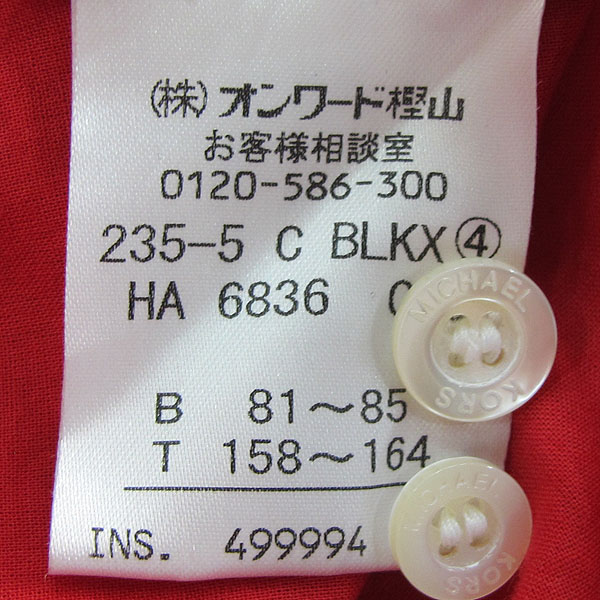 (株)オンワード樫山
お客様相談室
0120-586-300
235-5 C BLKX④
HA 6836
B 81～85
T 158～164
INS. 499994
MICHAEL
KORS
MICHAEL
KORS